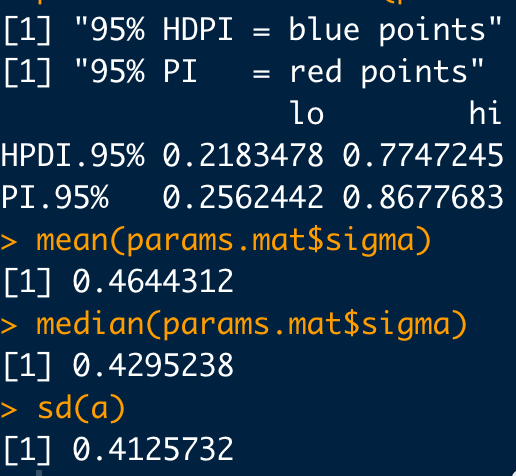 [1] "95% HDPI = blue points"
[1] "95% PI   = red points"
lo        hi
HPDI.95% 0.2183478 0.7747245
PI.95%   0.2562442 0.8677683
> mean(params.mat$sigma)
[1] 0.4644312
> median(params.mat$sigma)
[1] 0.4295238
> sd(a)
[1] 0.4125732